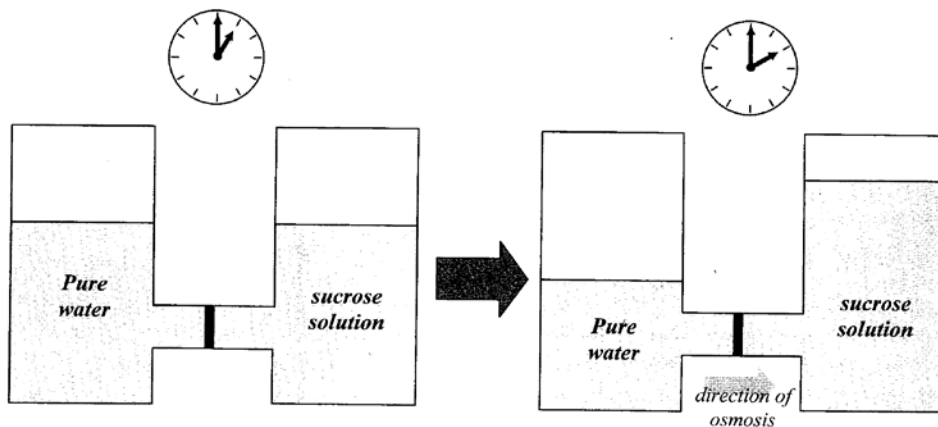 Pure
water
sucrose
solution
Pure
water
sucrose
solution
direction of
osmosis